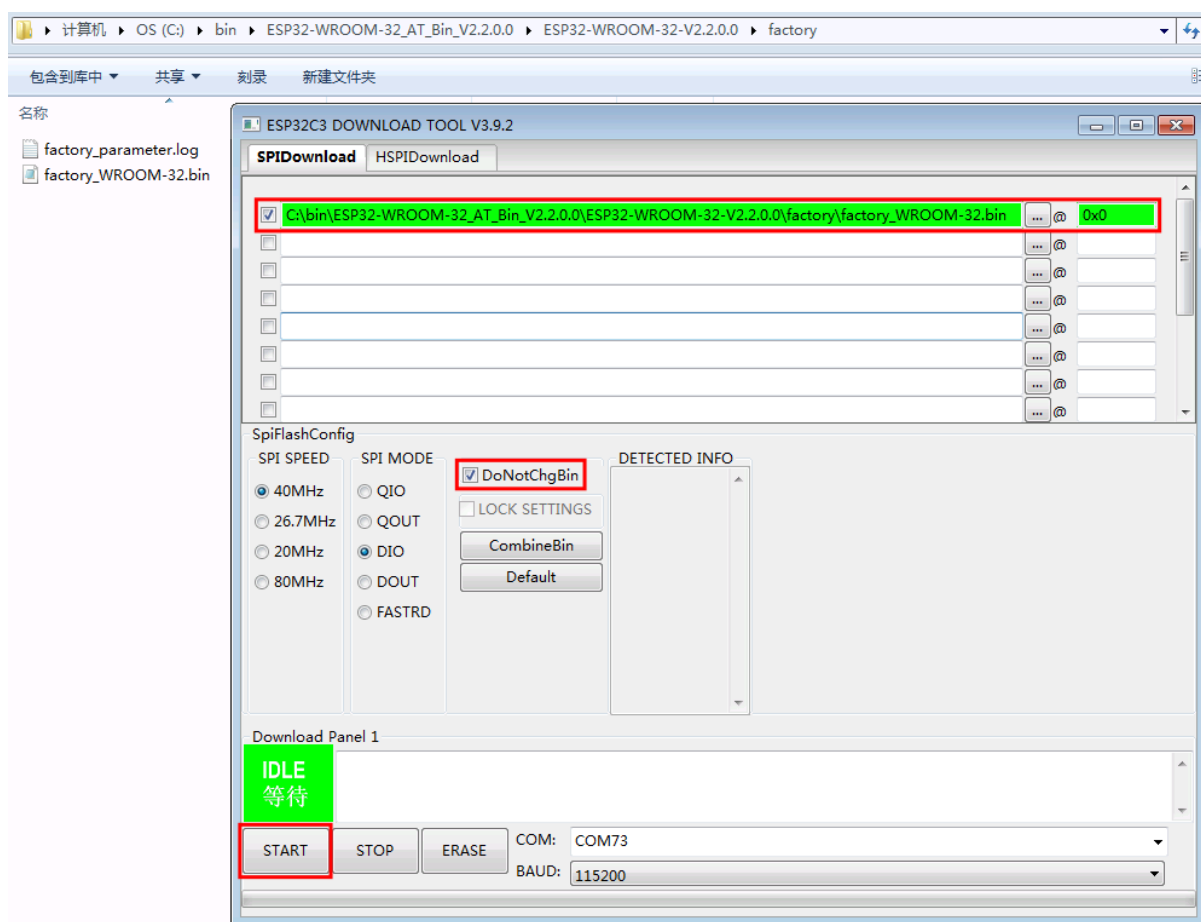 计算机 ▸ OS (C:) ▸ bin ▸ ESP32-WROOM-32_AT_Bin_V2.2.0.0 ▸ ESP32-WROOM-32-V2.2.0.0 ▸ factory
包含到库中 共享 刻录 新建文件夹
名称
factory_parameter.log
factory_WROOM-32.bin
ESP32C3 DOWNLOAD TOOL V3.9.2
SPIDownload HSPIDownload
C:\bin\ESP32-WROOM-32_AT_Bin_V2.2.0.0\ESP32-WROOM-32-V2.2.0.0\factory\factory_WROOM-32.bin ... @ 0x0
... @
... @
... @
... @
... @
... @
... @
SpiFlashConfig
SPI SPEED SPI MODE DETECTED INFO
DoNotChgBin
40MHz QIO
LOCK SETTINGS
26.7MHz QOUT
CombineBin
20MHz DIO
Default
80MHz DOUT
FASTRD
Download Panel 1
IDLE
等待
START STOP ERASE
COM: COM73
BAUD: 115200